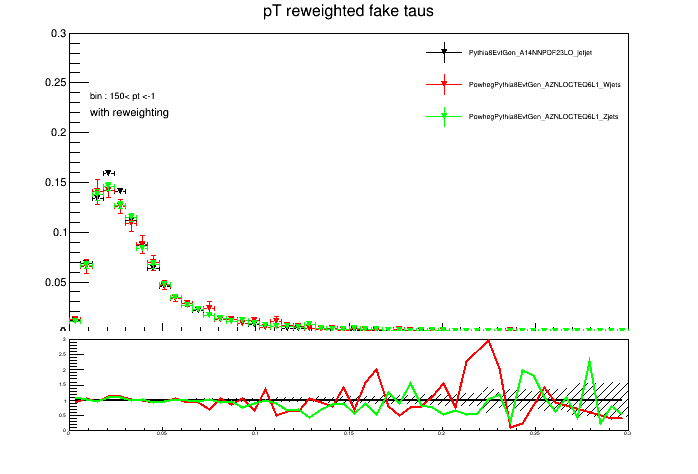 pT reweighted fake taus
0.3
0.25
0.2
0.15
0.1
0.05
bin : 150< pt <-1
with reweighting
Pythia8EvtGen_A14NNPDF23LO_jetjet
PowhegPythia8EvtGen_AZNLOCTEQ6L1_Wjets
PowhegPythia8EvtGen_AZNLOCTEQ6L1_Zjets
3
2.5
2
1.5
1
0.5
0
0 0.05 0.1 0.15 0.2 0.25 0.3